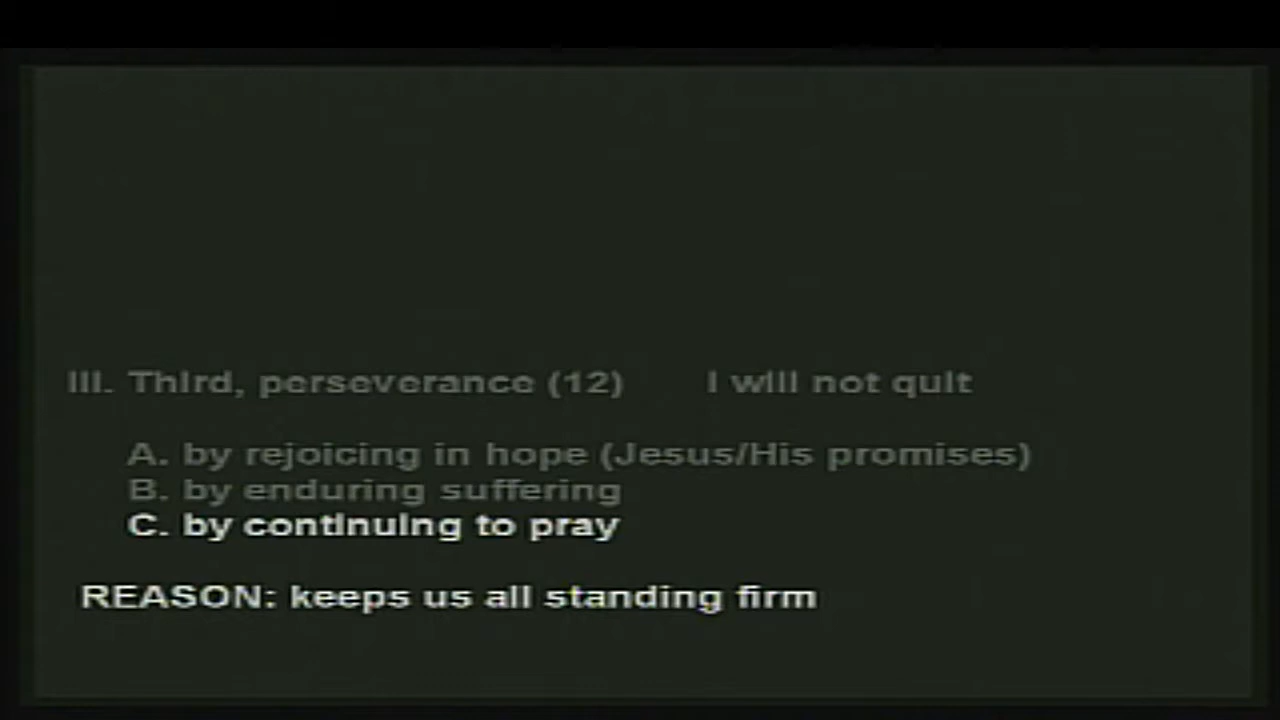 III. Third, perseverance (12) I will not quit
A. by rejoicing in hope (Jesus/His promises)
B. by enduring suffering
C. by continuing to pray
REASON: keeps us all standing firm